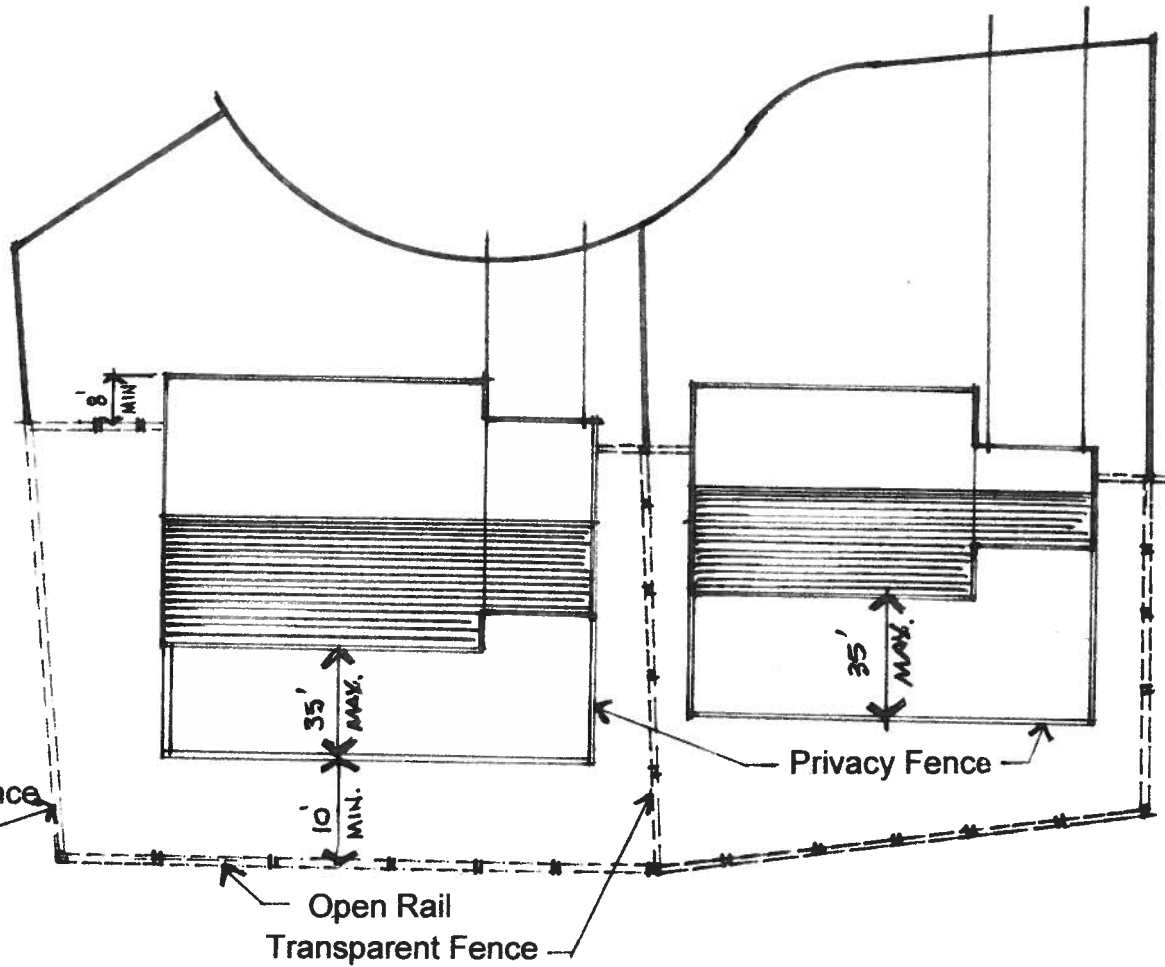 8'
MIN
35'
MAX.
35'
MAX.
Privacy Fence
10'
MIN.
Open Rail
Transparent Fence